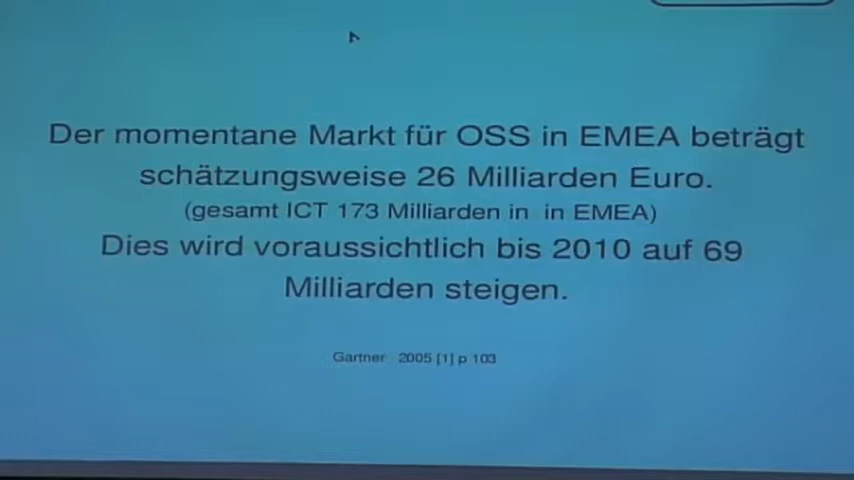 Der momentane Markt für OSS in EMEA beträgt
schätzungsweise 26 Milliarden Euro.
(gesamt ICT 173 Milliarden in in EMEA)
Dies wird voraussichtlich bis 2010 auf 69
Milliarden steigen.
Gartner 2005 [1] p 103